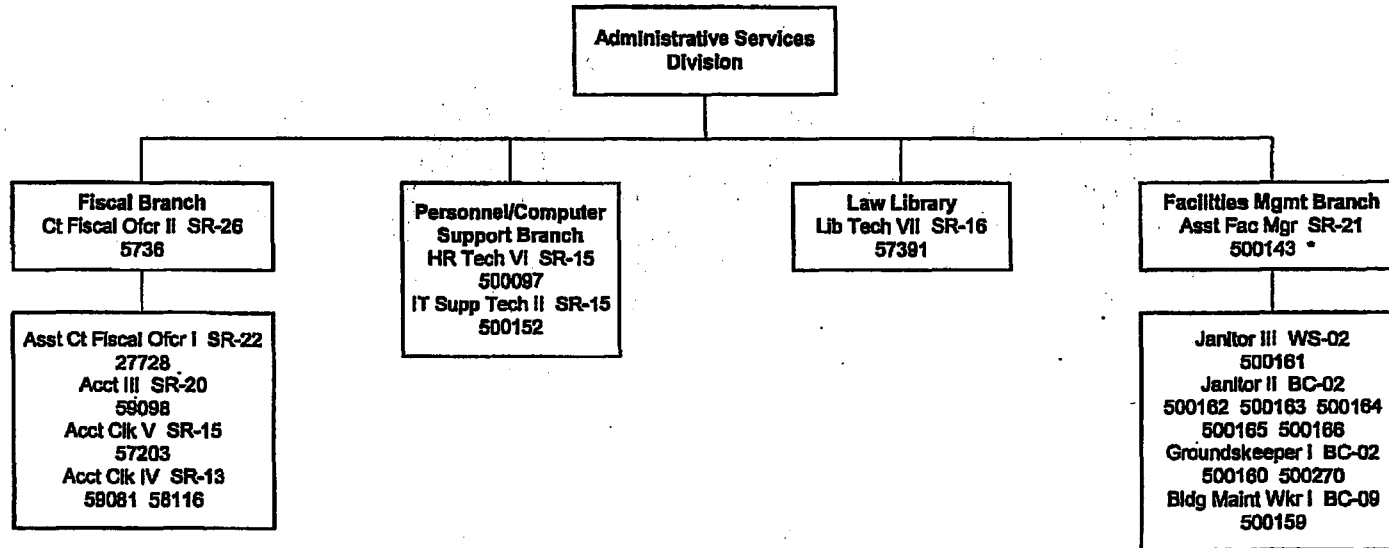 Administrative Services
Division
Fiscal Branch
Ct Fiscal Ofcr II SR-26
5736
Personnel/Computer
Support Branch
HR Tech VI SR-15
500097
IT Supp Tech II SR-15
500152
Law Library
Lib Tech VII SR-16
57391
Facilities Mgmt Branch
Asst Fac Mgr SR-21
500143 *
Asst Ct Fiscal Ofcr I SR-22
27728
Acct III SR-20
59098
Acct Clk V SR-15
57203
Acct Clk IV SR-13
59081 58116
Janitor III WS-02
500161
Janitor II BC-02
500162 500163 500164
500165 500166
Groundskeeper I BC-02
500160 500270
Bldg Maint Wkr I BC-09
500159